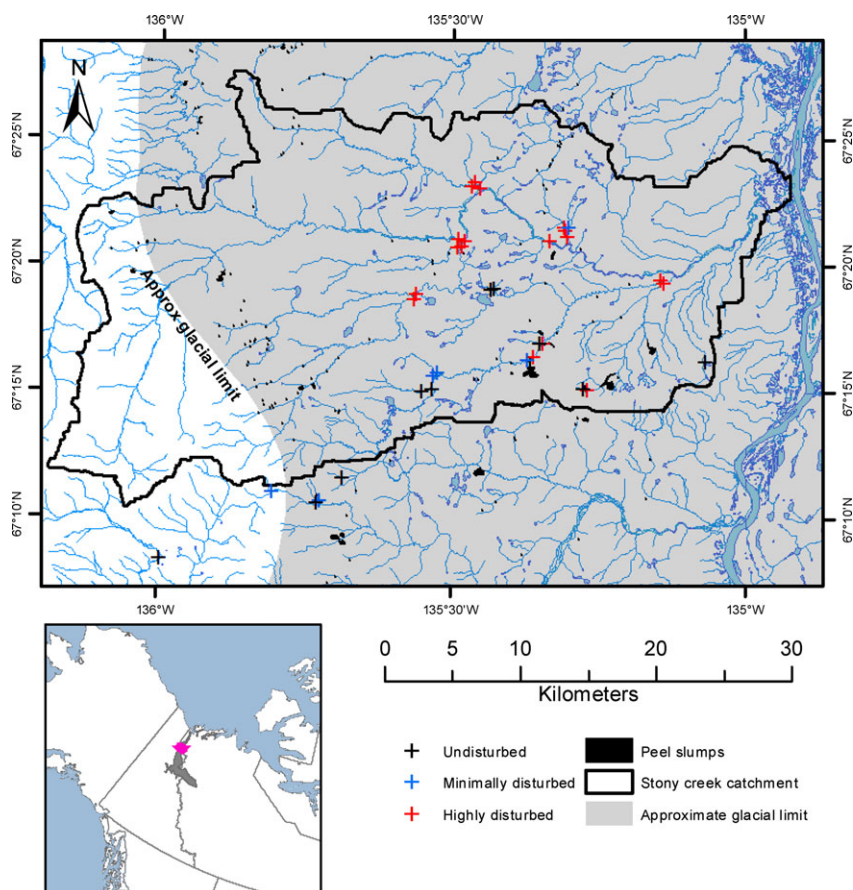 136°W 135°30'W 135°W
N
67°25'N 67°25'N
67°20'N 67°20'N
Approx glacial limit
67°15'N 67°15'N
67°10'N 67°10'N
136°W 135°30'W 135°W
0 5 10 20 30
Kilometers
Undisturbed
Minimally disturbed
Highly disturbed
Peel slumps
Stony creek catchment
Approximate glacial limit